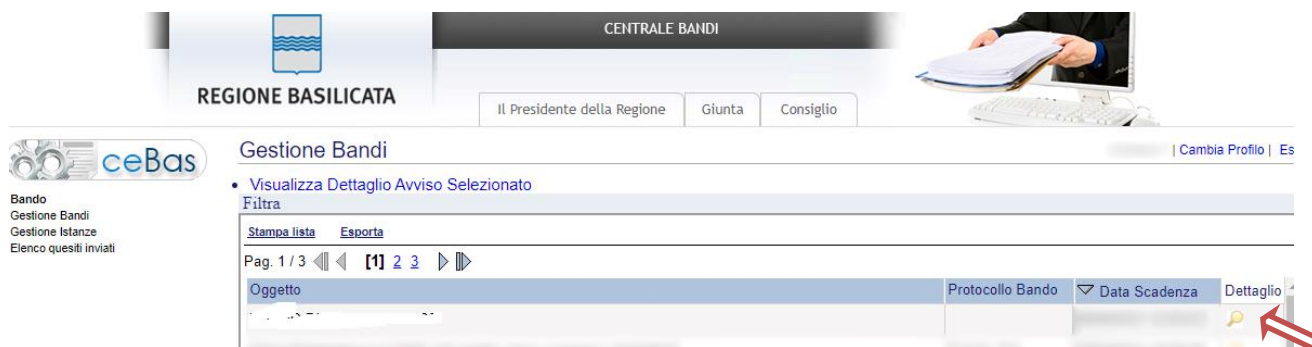 CENTRALE BANDI
REGIONE BASILICATA
Il Presidente della Regione Giunta Consiglio
ceBas
Gestione Bandi
| Cambia Profilo | Es
Bando
Gestione Bandi
Gestione Istanze
Elenco quesiti inviati
• Visualizza Dettaglio Avviso Selezionato
Filtra
Stampa lista Esporta
Pag. 1 / 3 [1] 2 3
Oggetto Protocollo Bando Data Scadenza Dettaglio